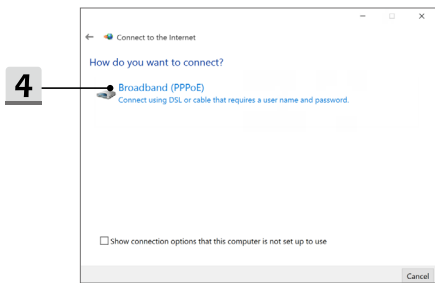 Connect to the Internet
How do you want to connect?
4
Broadband (PPPoE)
Connect using DSL or cable that requires a user name and password.
Show connection options that this computer is not set up to use
Cancel